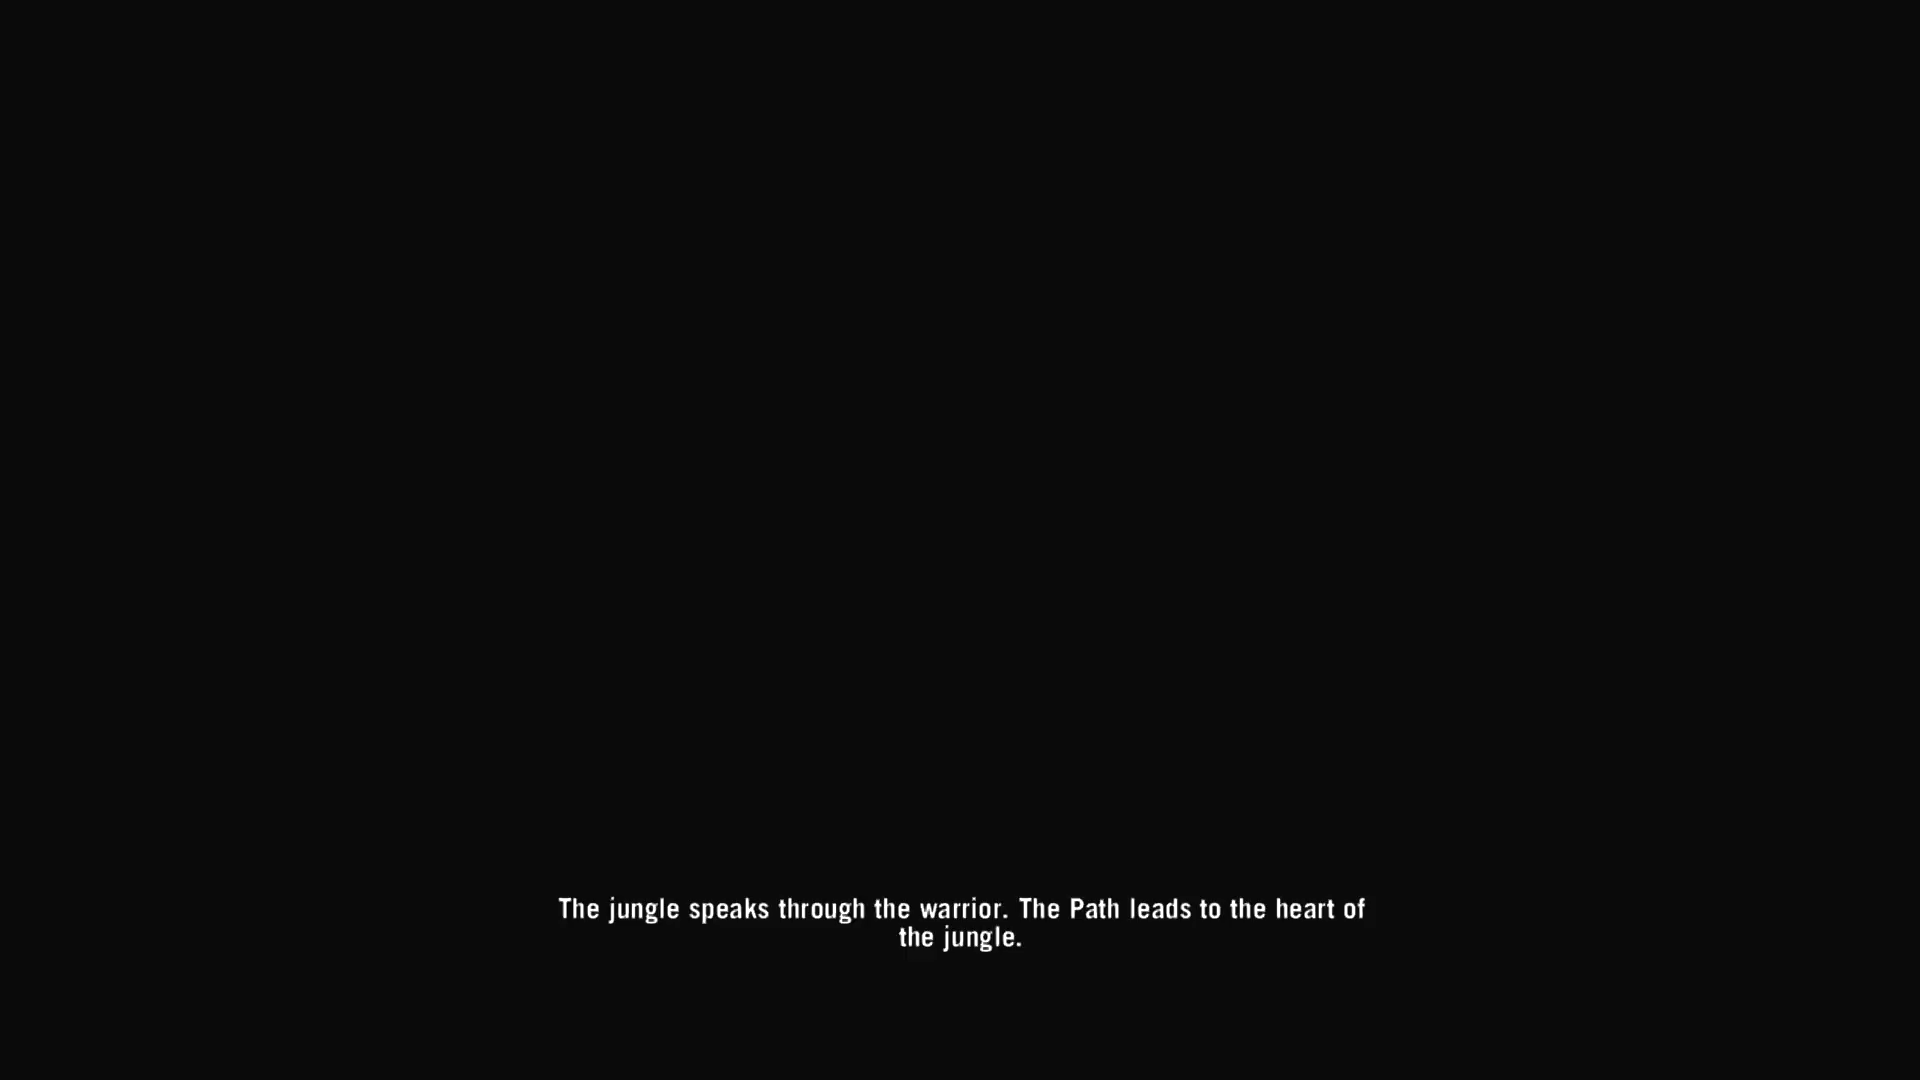 The jungle speaks through the warrior. The Path leads to the heart of
the jungle.